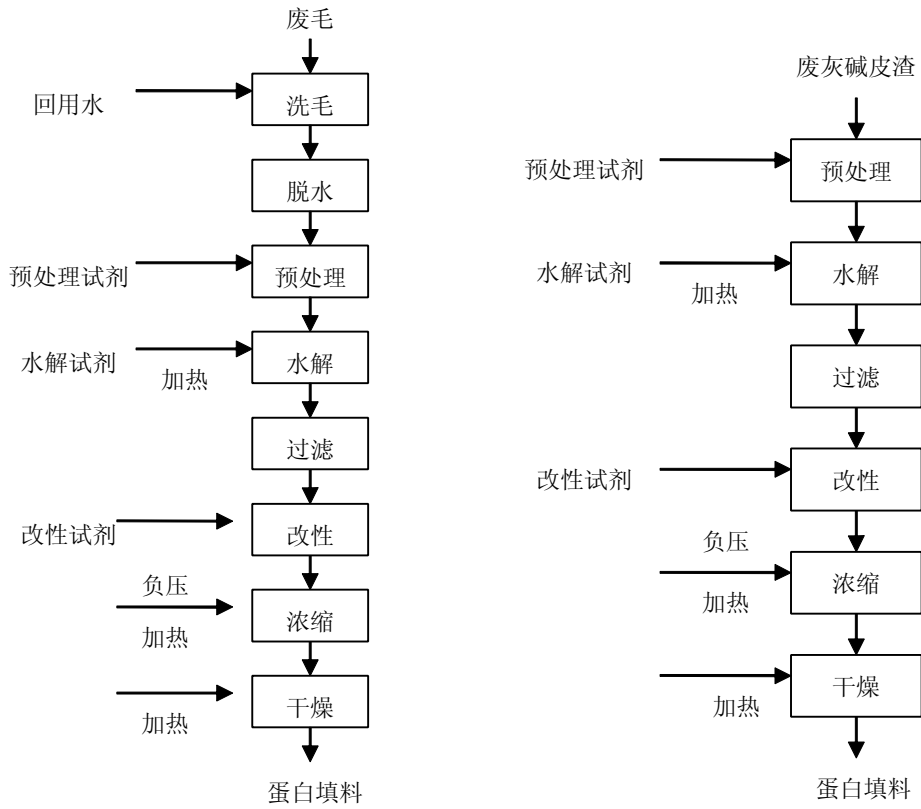 废毛
回用水
洗毛
脱水
预处理试剂
预处理
水解试剂
加热
水解
过滤
改性试剂
改性
负压
加热
浓缩
加热
干燥
蛋白填料
废灰碱皮渣
预处理试剂
预处理
水解试剂
加热
水解
过滤
改性试剂
改性
负压
加热
浓缩
加热
干燥
蛋白填料